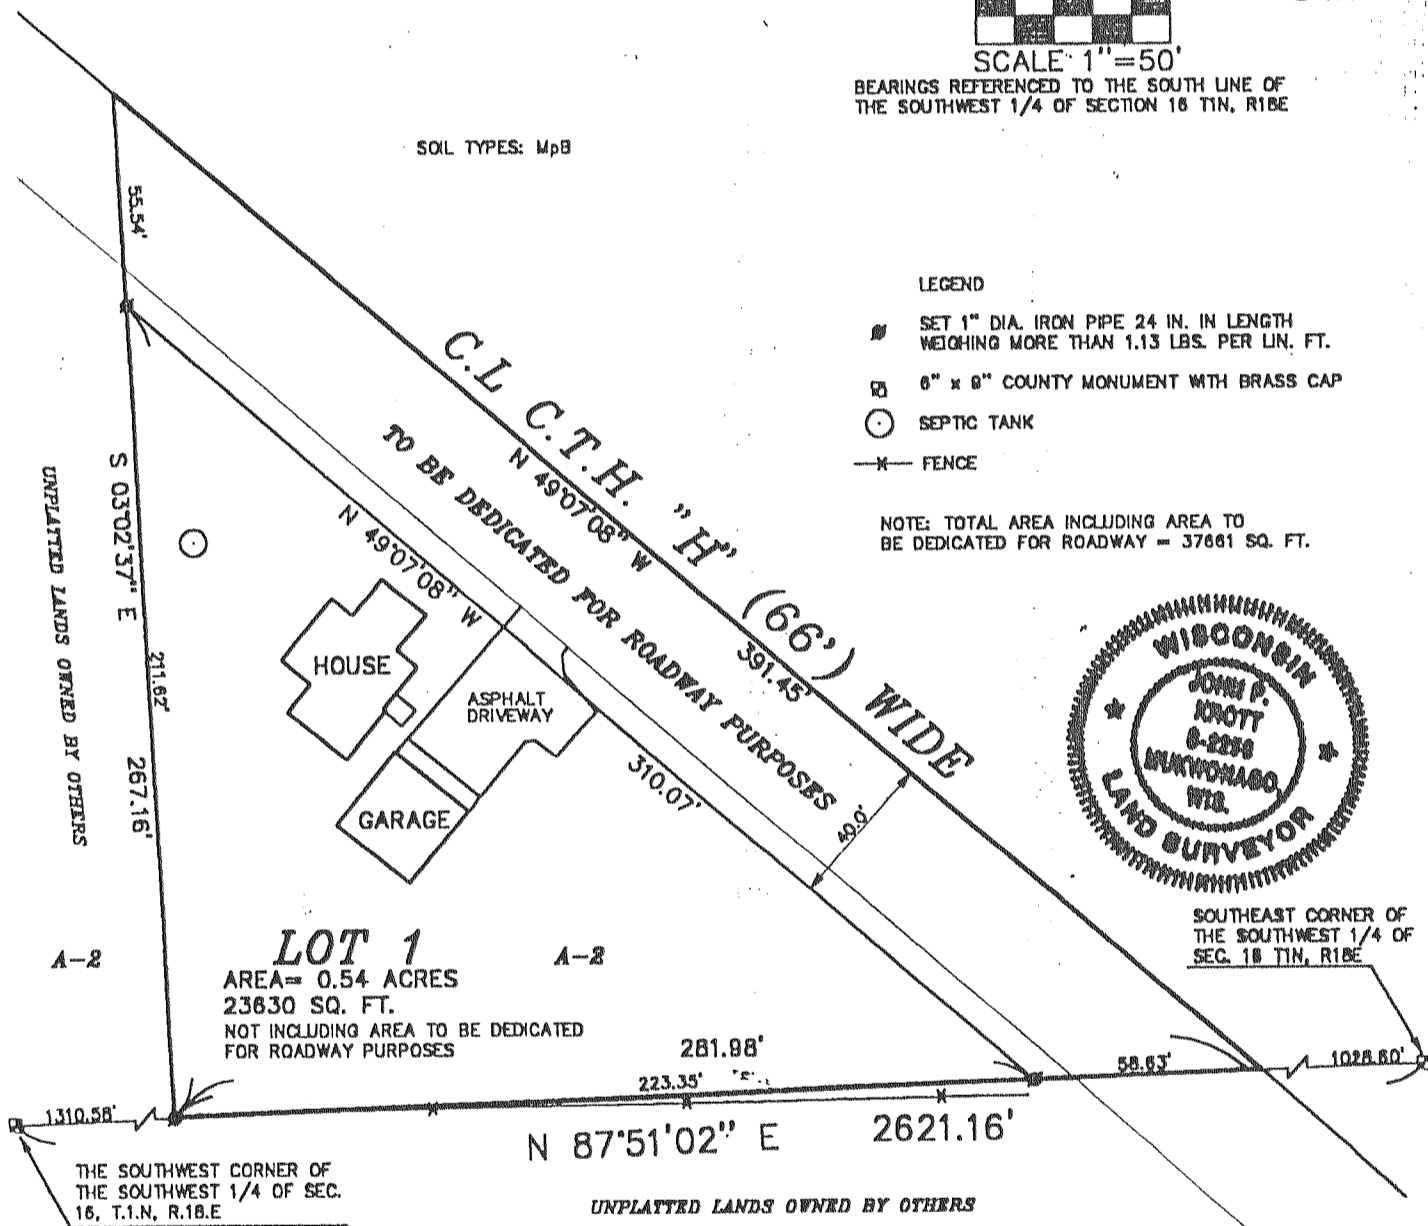 SCALE 1"=50'
BEARINGS REFERENCED TO THE SOUTH LINE OF
THE SOUTHWEST 1/4 OF SECTION 16 T1N, R18E
SOIL TYPES: MpB
55.54'
LEGEND
SET 1" DIA. IRON PIPE 24 IN. IN LENGTH
WEIGHING MORE THAN 1.13 LBS. PER LIN. FT.
6" x 9" COUNTY MONUMENT WITH BRASS CAP
SEPTIC TANK
FENCE
NOTE: TOTAL AREA INCLUDING AREA TO
BE DEDICATED FOR ROADWAY = 37661 SQ. FT.
C.L C.T.H. "H" (66') WIDE
N 49°07'08" W
391.45'
TO BE DEDICATED FOR ROADWAY PURPOSES
40.0'
N 49°07'08" W
310.07'
S 03°02'37" E
211.62'
267.16'
UNPLATTED LANDS OWNED BY OTHERS
HOUSE
ASPHALT
DRIVEWAY
GARAGE
WISCONSIN
JOHN P.
KROTT
S-2256
MUKWONAGO,
WIS.
LAND SURVEYOR
A-2
LOT 1
A-2
AREA= 0.54 ACRES
23630 SQ. FT.
NOT INCLUDING AREA TO BE DEDICATED
FOR ROADWAY PURPOSES
SOUTHEAST CORNER OF
THE SOUTHWEST 1/4 OF
SEC. 16 T1N, R18E
281.98'
223.35'
58.63'
1028.60'
1310.58'
N 87°51'02" E
2621.16'
THE SOUTHWEST CORNER OF
THE SOUTHWEST 1/4 OF SEC.
16, T.1.N, R.18.E
UNPLATTED LANDS OWNED BY OTHERS